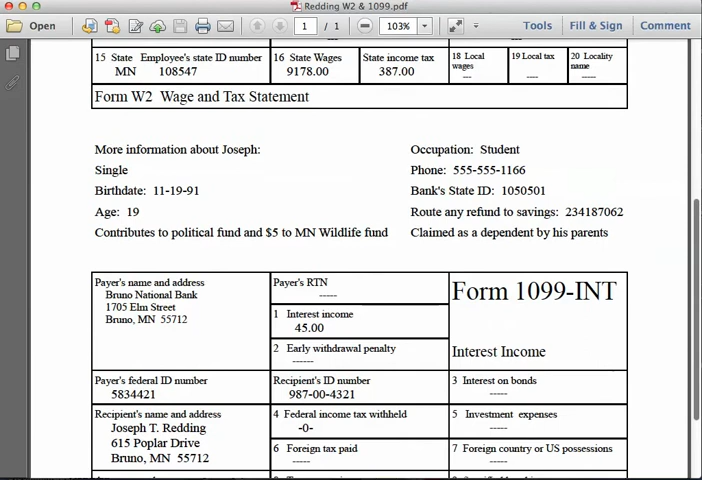 Redding W2 & 1099.pdf
Open 1 / 1 103% Tools Fill & Sign Comment
15 State Employee's state ID number
MN 108547
16 State Wages
9178.00
State income tax
387.00
18 Local wages
---
19 Local tax
----
20 Locality name
-----
Form W2 Wage and Tax Statement
More information about Joseph:
Single
Birthdate: 11-19-91
Age: 19
Contributes to political fund and $5 to MN Wildlife fund
Occupation: Student
Phone: 555-555-1166
Bank's State ID: 1050501
Route any refund to savings: 234187062
Claimed as a dependent by his parents
Payer's name and address
Bruno National Bank
1705 Elm Street
Bruno, MN 55712
Payer's RTN
-----
1 Interest income
45.00
2 Early withdrawal penalty
------
Form 1099-INT
Interest Income
Payer's federal ID number
5834421
Recipient's ID number
987-00-4321
3 Interest on bonds
-----
Recipient's name and address
Joseph T. Redding
615 Poplar Drive
Bruno, MN 55712
4 Federal income tax withheld
-0-
5 Investment expenses
-----
6 Foreign tax paid
-----
7 Foreign country or US possessions
-----